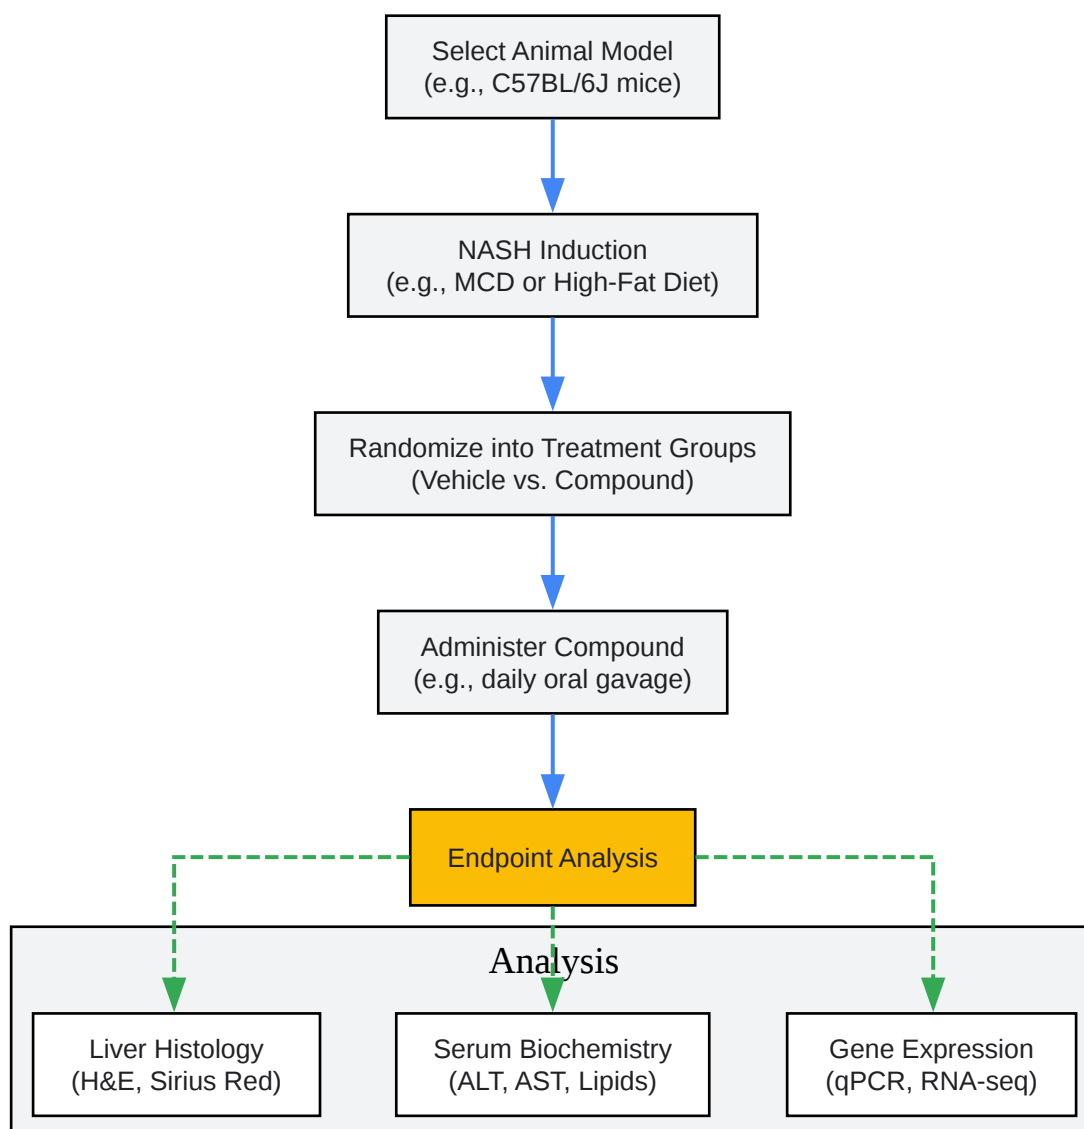 Select Animal Model
(e.g., C57BL/6J mice)
NASH Induction
(e.g., MCD or High-Fat Diet)
Randomize into Treatment Groups
(Vehicle vs. Compound)
Administer Compound
(e.g., daily oral gavage)
Endpoint Analysis
Analysis
Liver Histology
(H&E, Sirius Red)
Serum Biochemistry
(ALT, AST, Lipids)
Gene Expression
(qPCR, RNA-seq)